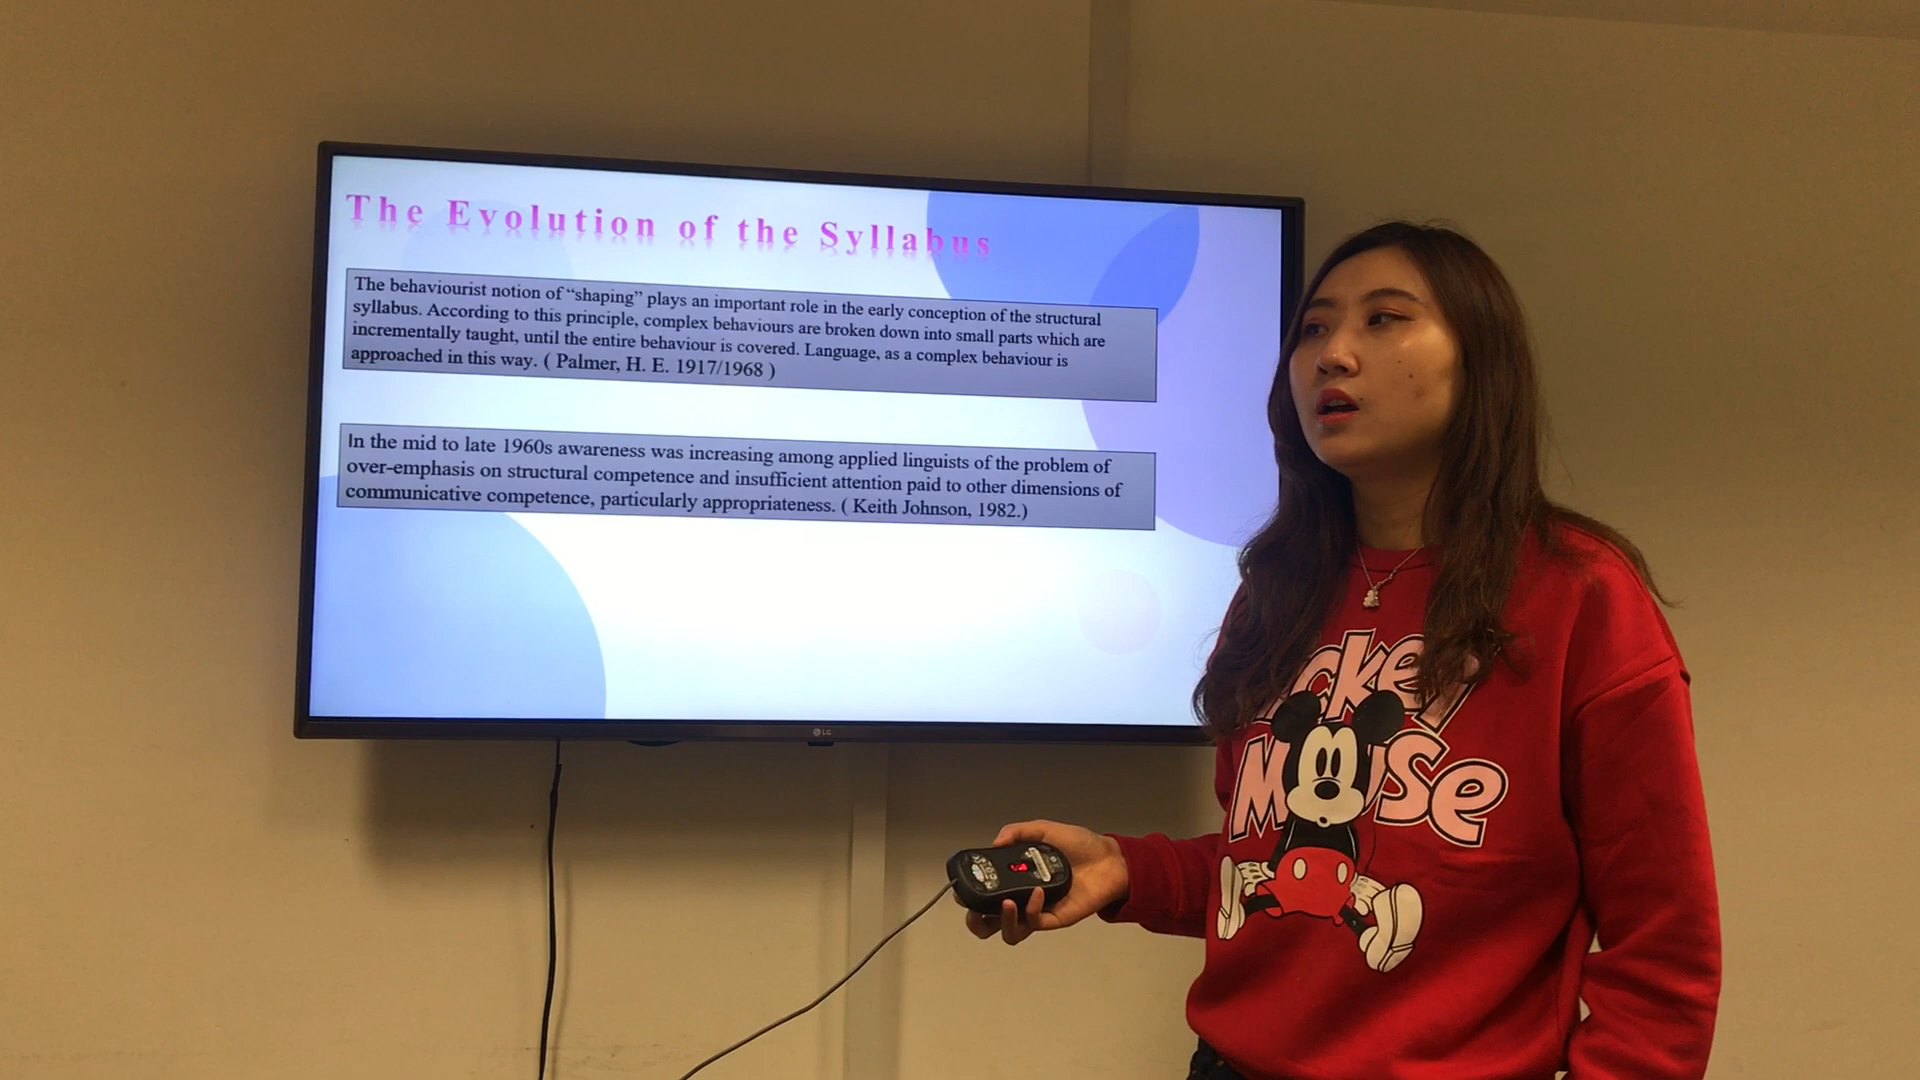 The Evolution of the Syllabus
The behaviourist notion of “shaping” plays an important role in the early conception of the structural
syllabus. According to this principle, complex behaviours are broken down into small parts which are
incrementally taught, until the entire behaviour is covered. Language, as a complex behaviour is
approached in this way. ( Palmer, H. E. 1917/1968 )
In the mid to late 1960s awareness was increasing among applied linguists of the problem of
over-emphasis on structural competence and insufficient attention paid to other dimensions of
communicative competence, particularly appropriateness. ( Keith Johnson, 1982.)
LG
ckey
MOUSe